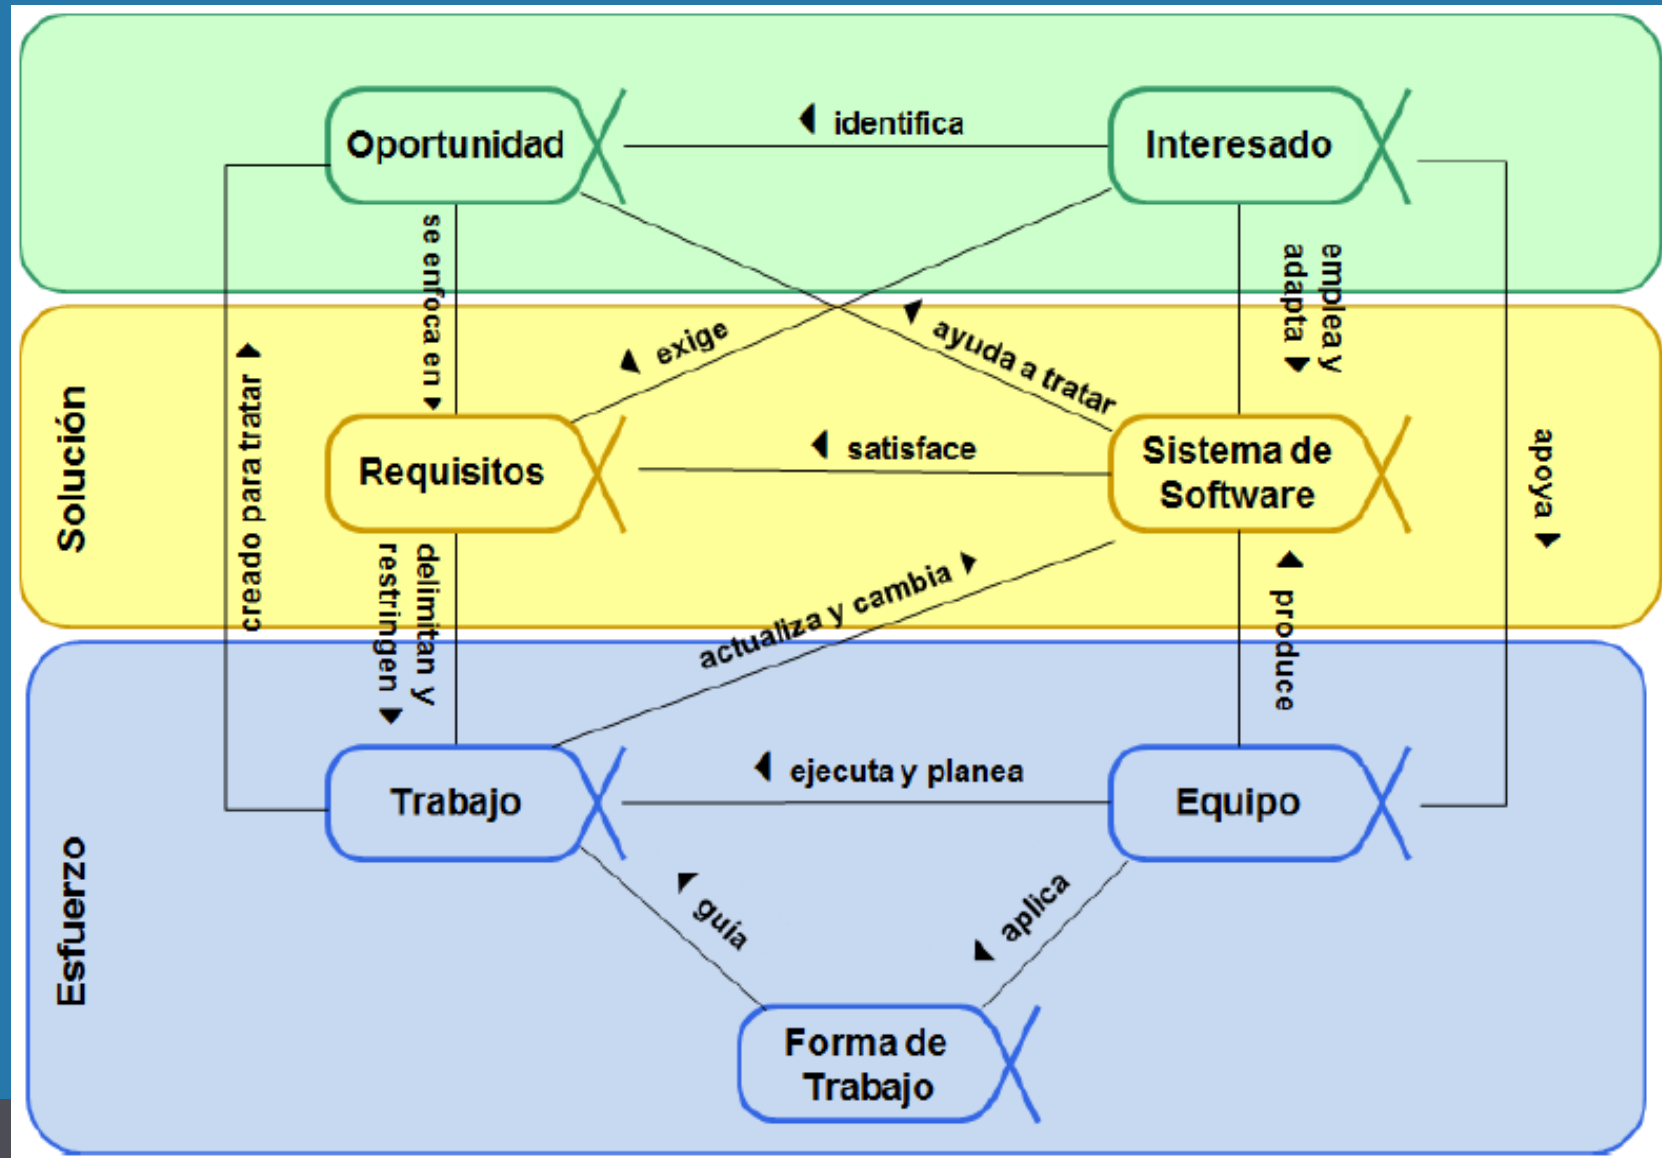 identifica
Oportunidad
Interesado
se enfoca en
emplea y
adapta
exige
ayuda a tratar
creado para tratar
Solución
Requisitos
satisface
Sistema de
Software
apoya
delimitan y
restringen
actualiza y cambia
produce
ejecuta y planea
Trabajo
Equipo
Esfuerzo
guía
aplica
Forma de
Trabajo